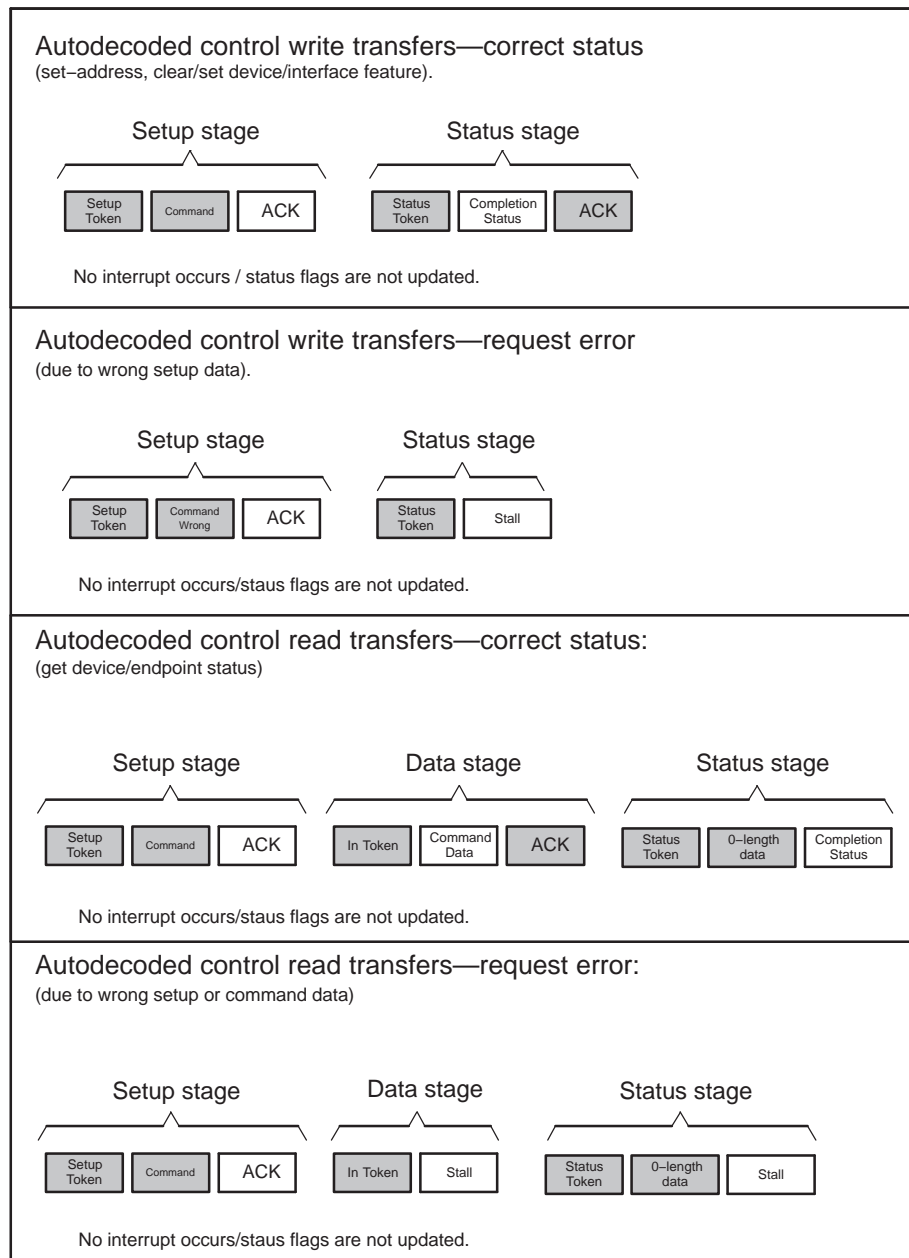 Autodecoded control write transfers—correct status
(set−address, clear/set device/interface feature).
Setup stage
Status stage
Setup
Token
Command
ACK
Status
Token
Completion
Status
ACK
No interrupt occurs / status flags are not updated.
Autodecoded control write transfers—request error
(due to wrong setup data).
Setup stage
Status stage
Setup
Token
Command
Wrong
ACK
Status
Token
Stall
No interrupt occurs/staus flags are not updated.
Autodecoded control read transfers—correct status:
(get device/endpoint status)
Setup stage
Data stage
Status stage
Setup
Token
Command
ACK
In Token
Command
Data
ACK
Status
Token
0−length
data
Completion
Status
No interrupt occurs/staus flags are not updated.
Autodecoded control read transfers—request error:
(due to wrong setup or command data)
Setup stage
Data stage
Status stage
Setup
Token
Command
ACK
In Token
Stall
Status
Token
0−length
data
Stall
No interrupt occurs/staus flags are not updated.